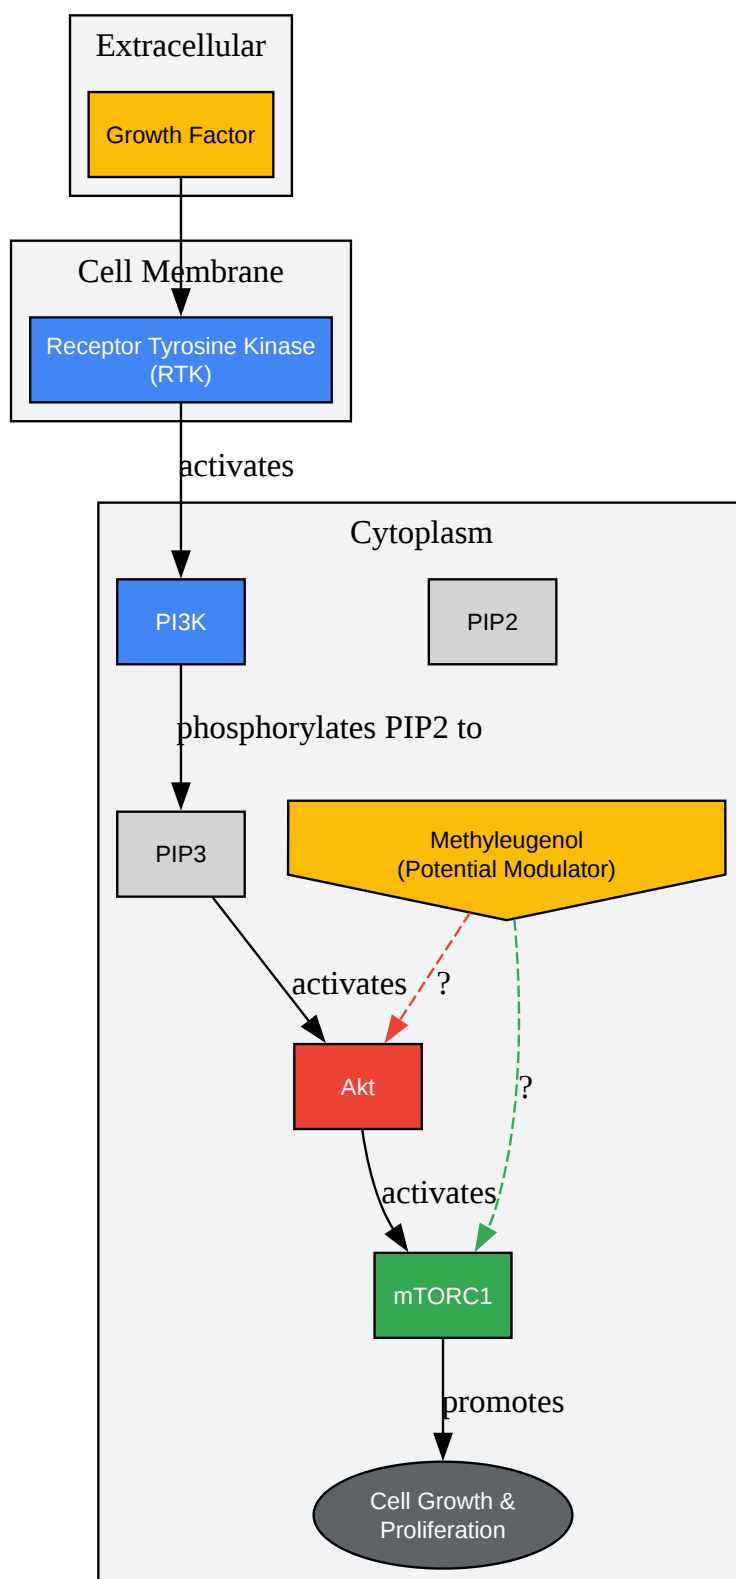 Extracellular
Growth Factor
Cell Membrane
Receptor Tyrosine Kinase
(RTK)
activates
Cytoplasm
PI3K
PIP2
phosphorylates PIP2 to
PIP3
Methyleugenol
(Potential Modulator)
activates
?
Akt
?
activates
mTORC1
promotes
Cell Growth &
Proliferation